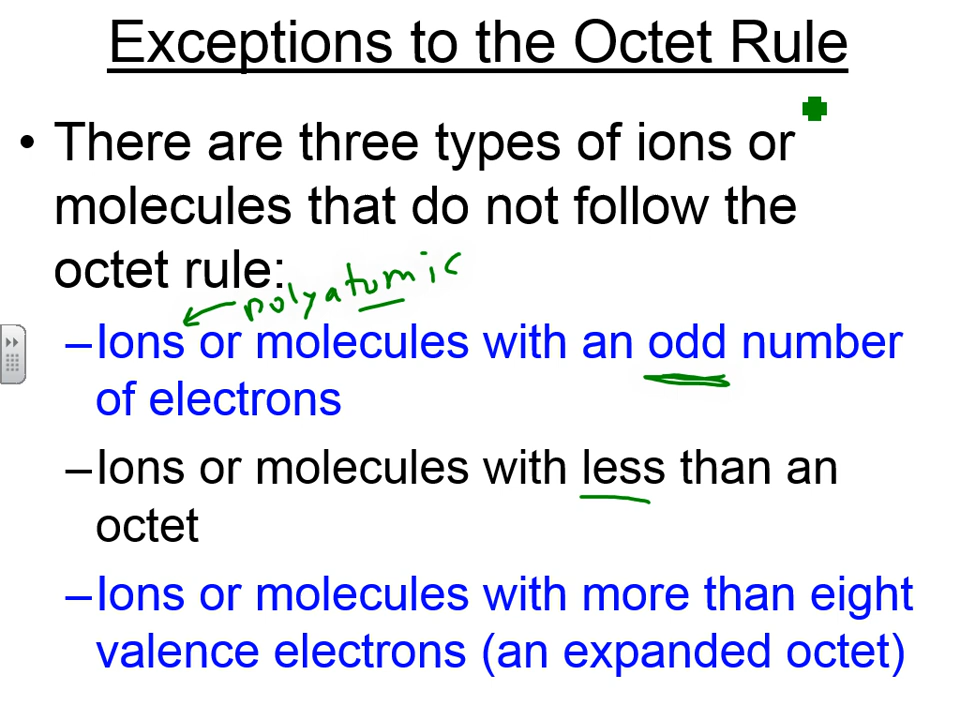 Exceptions to the Octet Rule
• There are three types of ions or
molecules that do not follow the
octet rule:
polyatomic
–Ions or molecules with an odd number
of electrons
–Ions or molecules with less than an
octet
–Ions or molecules with more than eight
valence electrons (an expanded octet)